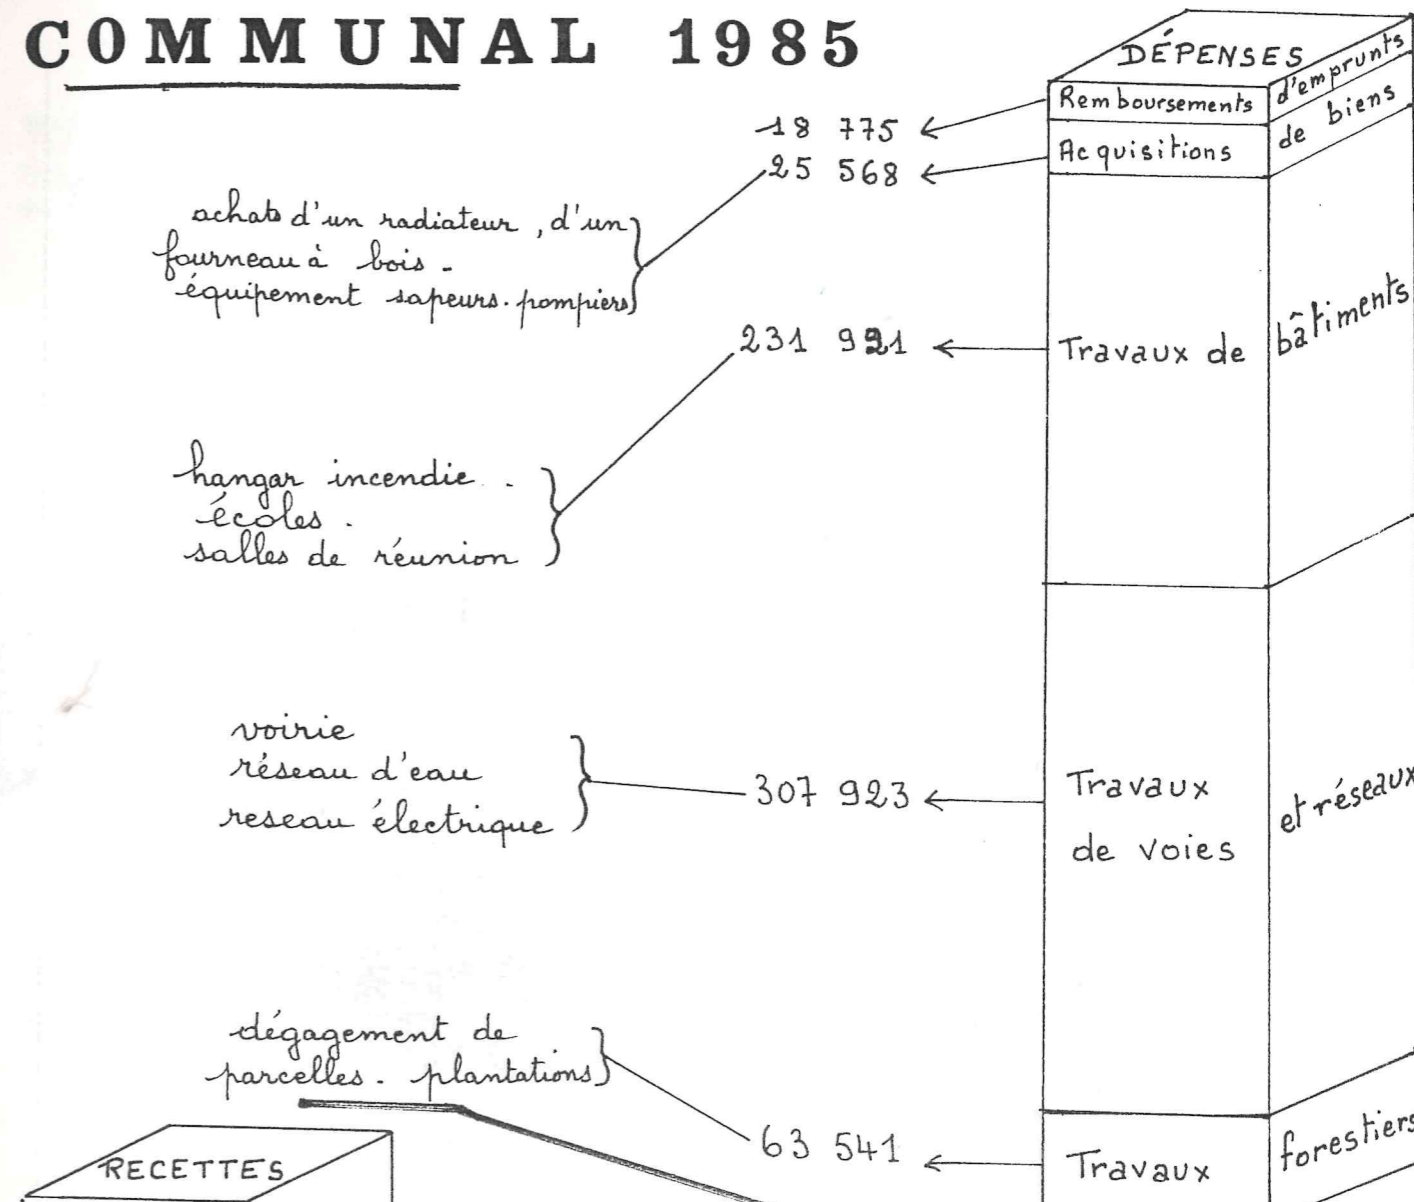 COMMUNAL 1985
DÉPENSES
Remboursements d'emprunts
18 775
Acquisitions de biens
25 568
achats d'un radiateur, d'un
fourneau à bois -
équipement sapeurs-pompiers
Travaux de bâtiments
231 921
hangar incendie .
écoles .
salles de réunion
Travaux
de voies et réseaux
307 923
voirie
réseau d'eau
reseau électrique
dégagement de
parcelles. plantations
Travaux forestiers
63 541
RECETTES